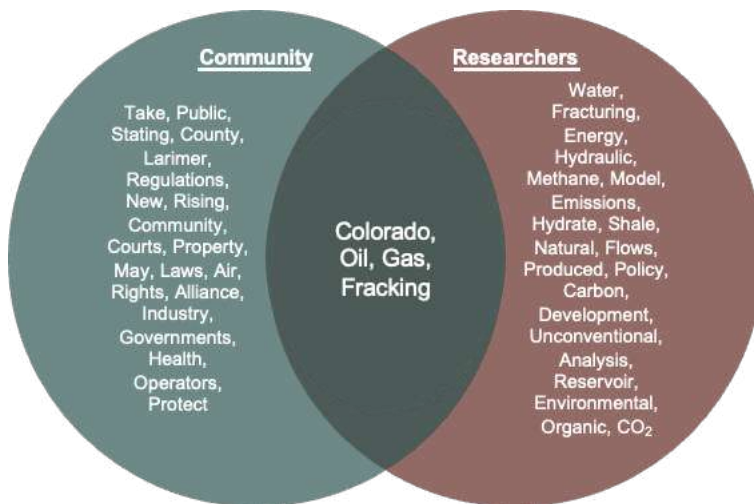 Community
Take, Public,
Stating, County,
Larimer,
Regulations,
New, Rising,
Community,
Courts, Property,
May, Laws, Air,
Rights, Alliance,
Industry,
Governments,
Health,
Operators,
Protect
Colorado,
Oil, Gas,
Fracking
Researchers
Water,
Fracturing,
Energy,
Hydraulic,
Methane, Model,
Emissions,
Hydrate, Shale,
Natural, Flows,
Produced, Policy,
Carbon,
Development,
Unconventional,
Analysis,
Reservoir,
Environmental,
Organic, CO₂